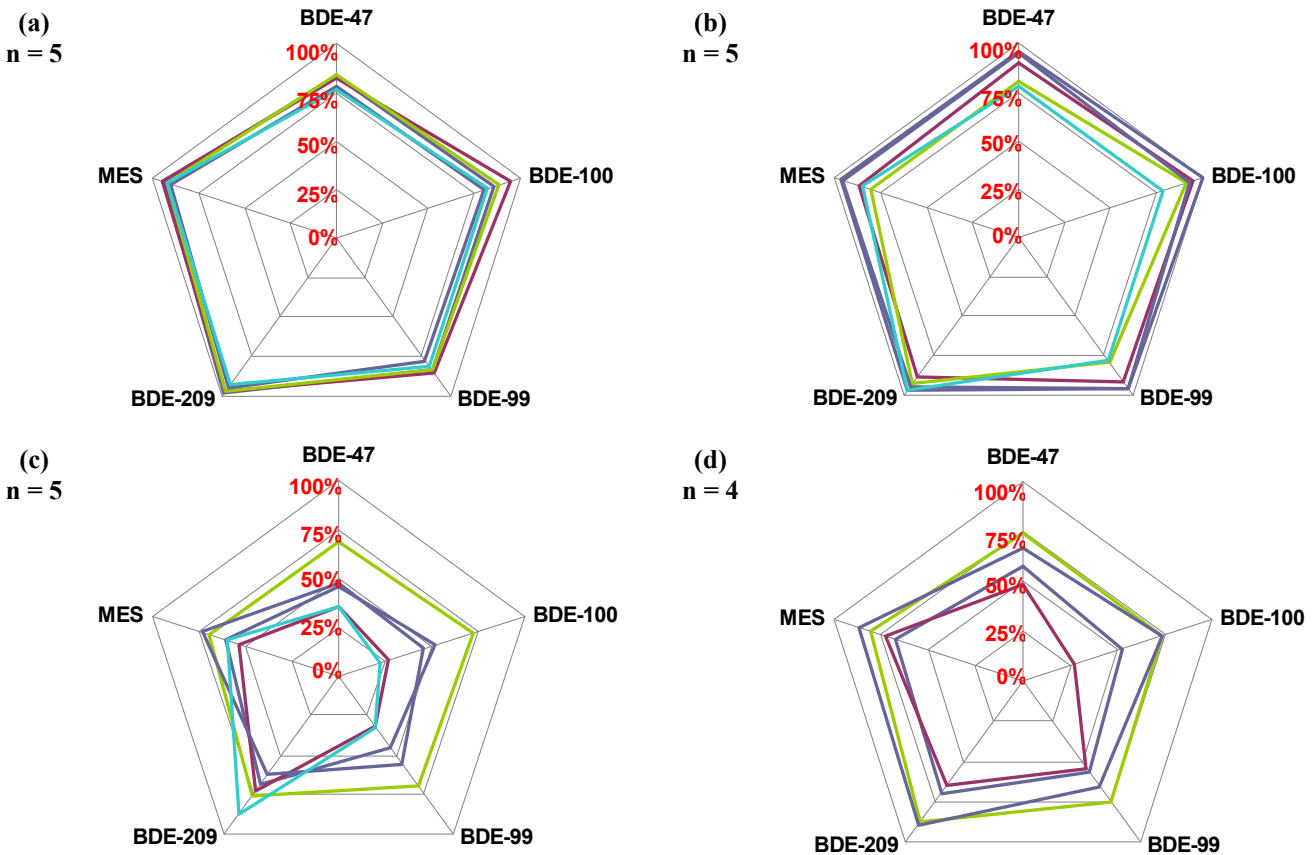 (a)
n = 5
BDE-47
100%
75%
50%
25%
0%
BDE-100
BDE-99
BDE-209
MES
(b)
n = 5
BDE-47
100%
75%
50%
25%
0%
BDE-100
BDE-99
BDE-209
MES
(c)
n = 5
BDE-47
100%
75%
50%
25%
0%
BDE-100
BDE-99
BDE-209
MES
(d)
n = 4
BDE-47
100%
75%
50%
25%
0%
BDE-100
BDE-99
BDE-209
MES